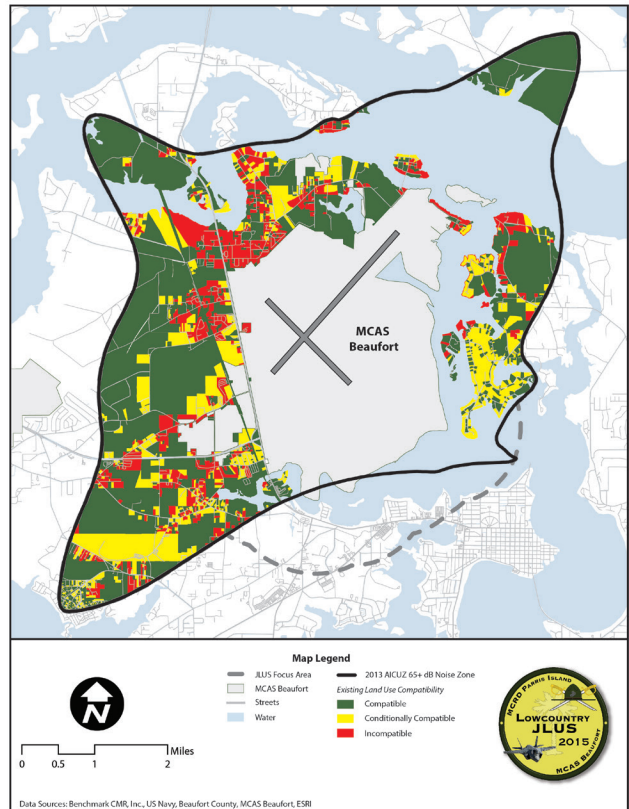 MCAS
Beaufort
Map Legend
JLUS Focus Area
MCAS Beaufort
Streets
Water
2013 AICUZ 65+ dB Noise Zone
Existing Land Use Compatibility
Compatible
Conditionally Compatible
Incompatible
N
Miles
0 0.5 1 2
MCRD PARRIS ISLAND
LOWCOUNTRY
JLUS
2015
MCAS BEAUFORT
Data Sources: Benchmark CMR, Inc., US Navy, Beaufort County, MCAS Beaufort, ESRI